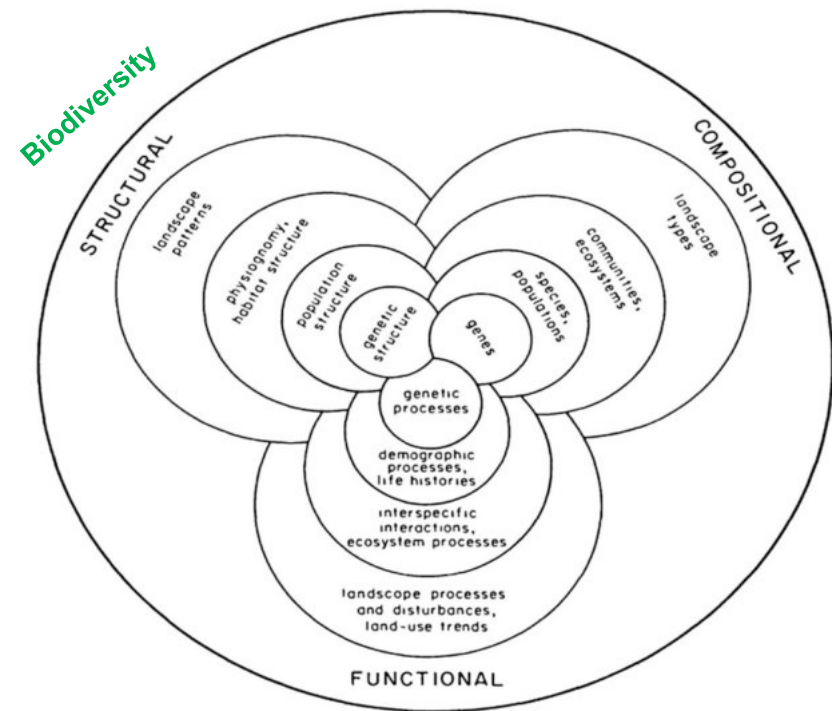 Biodiversity
STRUCTURAL
COMPOSITIONAL
FUNCTIONAL
landscape
patterns
physiognomy,
habitat structure
population
structure
genetic
structure
landscape
types
communities,
ecosystems
species,
populations
genes
genetic
processes
demographic
processes,
life histories
interspecific
interactions,
ecosystem processes
landscape processes
and disturbances,
land-use trends